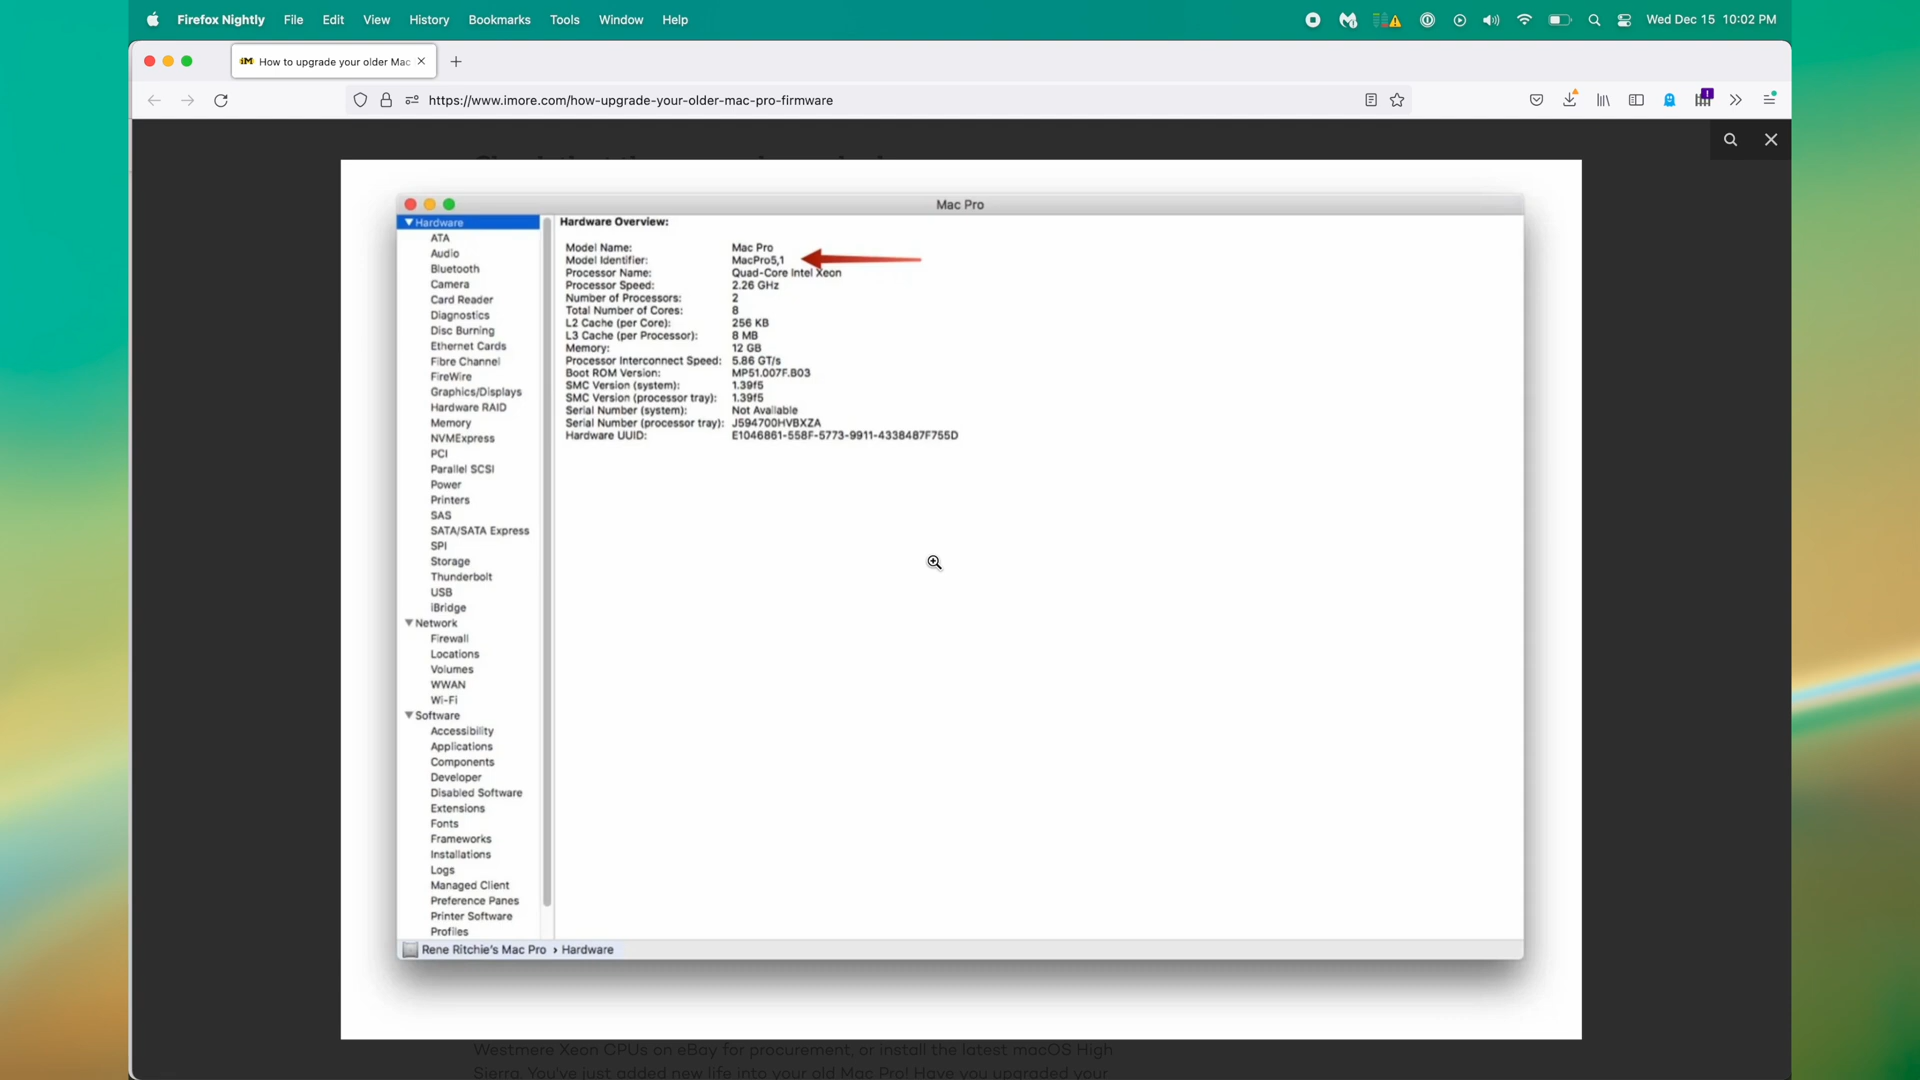 Firefox Nightly File Edit View History Bookmarks Tools Window Help Wed Dec 15 10:02 PM
How to upgrade your older Mac
https://www.imore.com/how-upgrade-your-older-mac-pro-firmware
Mac Pro
Hardware
ATA
Audio
Bluetooth
Camera
Card Reader
Diagnostics
Disc Burning
Ethernet Cards
Fibre Channel
FireWire
Graphics/Displays
Hardware RAID
Memory
NVMExpress
PCI
Parallel SCSI
Power
Printers
SAS
SATA/SATA Express
SPI
Storage
Thunderbolt
USB
iBridge
Network
Firewall
Locations
Volumes
WWAN
Wi-Fi
Software
Accessibility
Applications
Components
Developer
Disabled Software
Extensions
Fonts
Frameworks
Installations
Logs
Managed Client
Preference Panes
Printer Software
Profiles
Hardware Overview:
Model Name: Mac Pro
Model Identifier: MacPro5,1
Processor Name: Quad-Core Intel Xeon
Processor Speed: 2.26 GHz
Number of Processors: 2
Total Number of Cores: 8
L2 Cache (per Core): 256 KB
L3 Cache (per Processor): 8 MB
Memory: 12 GB
Processor Interconnect Speed: 5.86 GT/s
Boot ROM Version: MP51.007F.B03
SMC Version (system): 1.39f5
SMC Version (processor tray): 1.39f5
Serial Number (system): Not Available
Serial Number (processor tray): J594700HVBXZA
Hardware UUID: E1046861-558F-5773-9911-4338487F755D
Rene Ritchie's Mac Pro › Hardware
Westmere Xeon CPUs on eBay for procurement, or install the latest macOS High
Sierra. You've just added new life into your old Mac Pro! Have you upgraded your